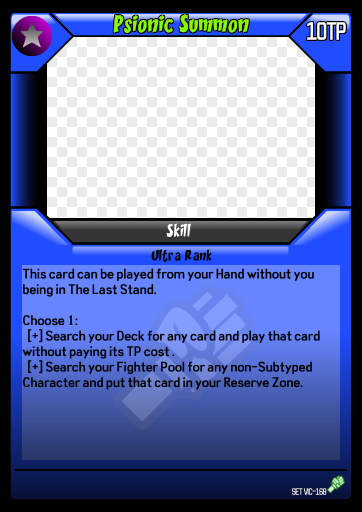 Psionic Summon
10TP
Skill
Ultra Rank
This card can be played from your Hand without you
being in The Last Stand.
Choose 1:
[+] Search your Deck for any card and play that card
without paying its TP cost .
[+] Search your Fighter Pool for any non-Subtyped
Character and put that card in your Reserve Zone.
SET VIC-168